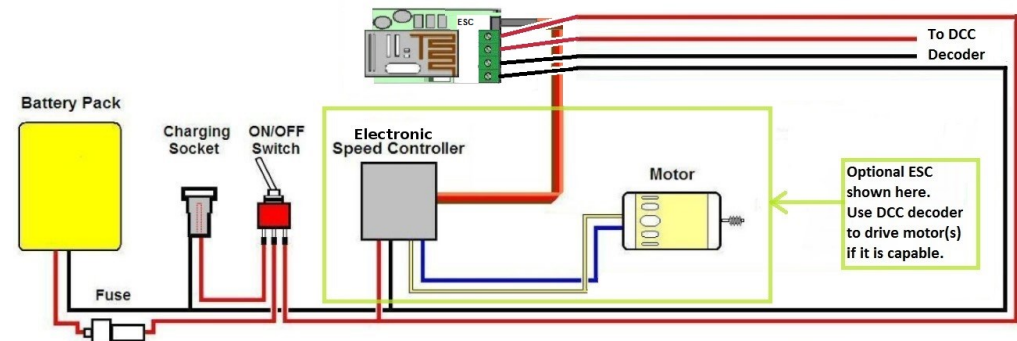 ESC
To DCC
Decoder
Battery Pack
Charging
Socket
ON/OFF
Switch
Electronic
Speed Controller
Motor
Optional ESC
shown here.
Use DCC decoder
to drive motor(s)
if it is capable.
Fuse